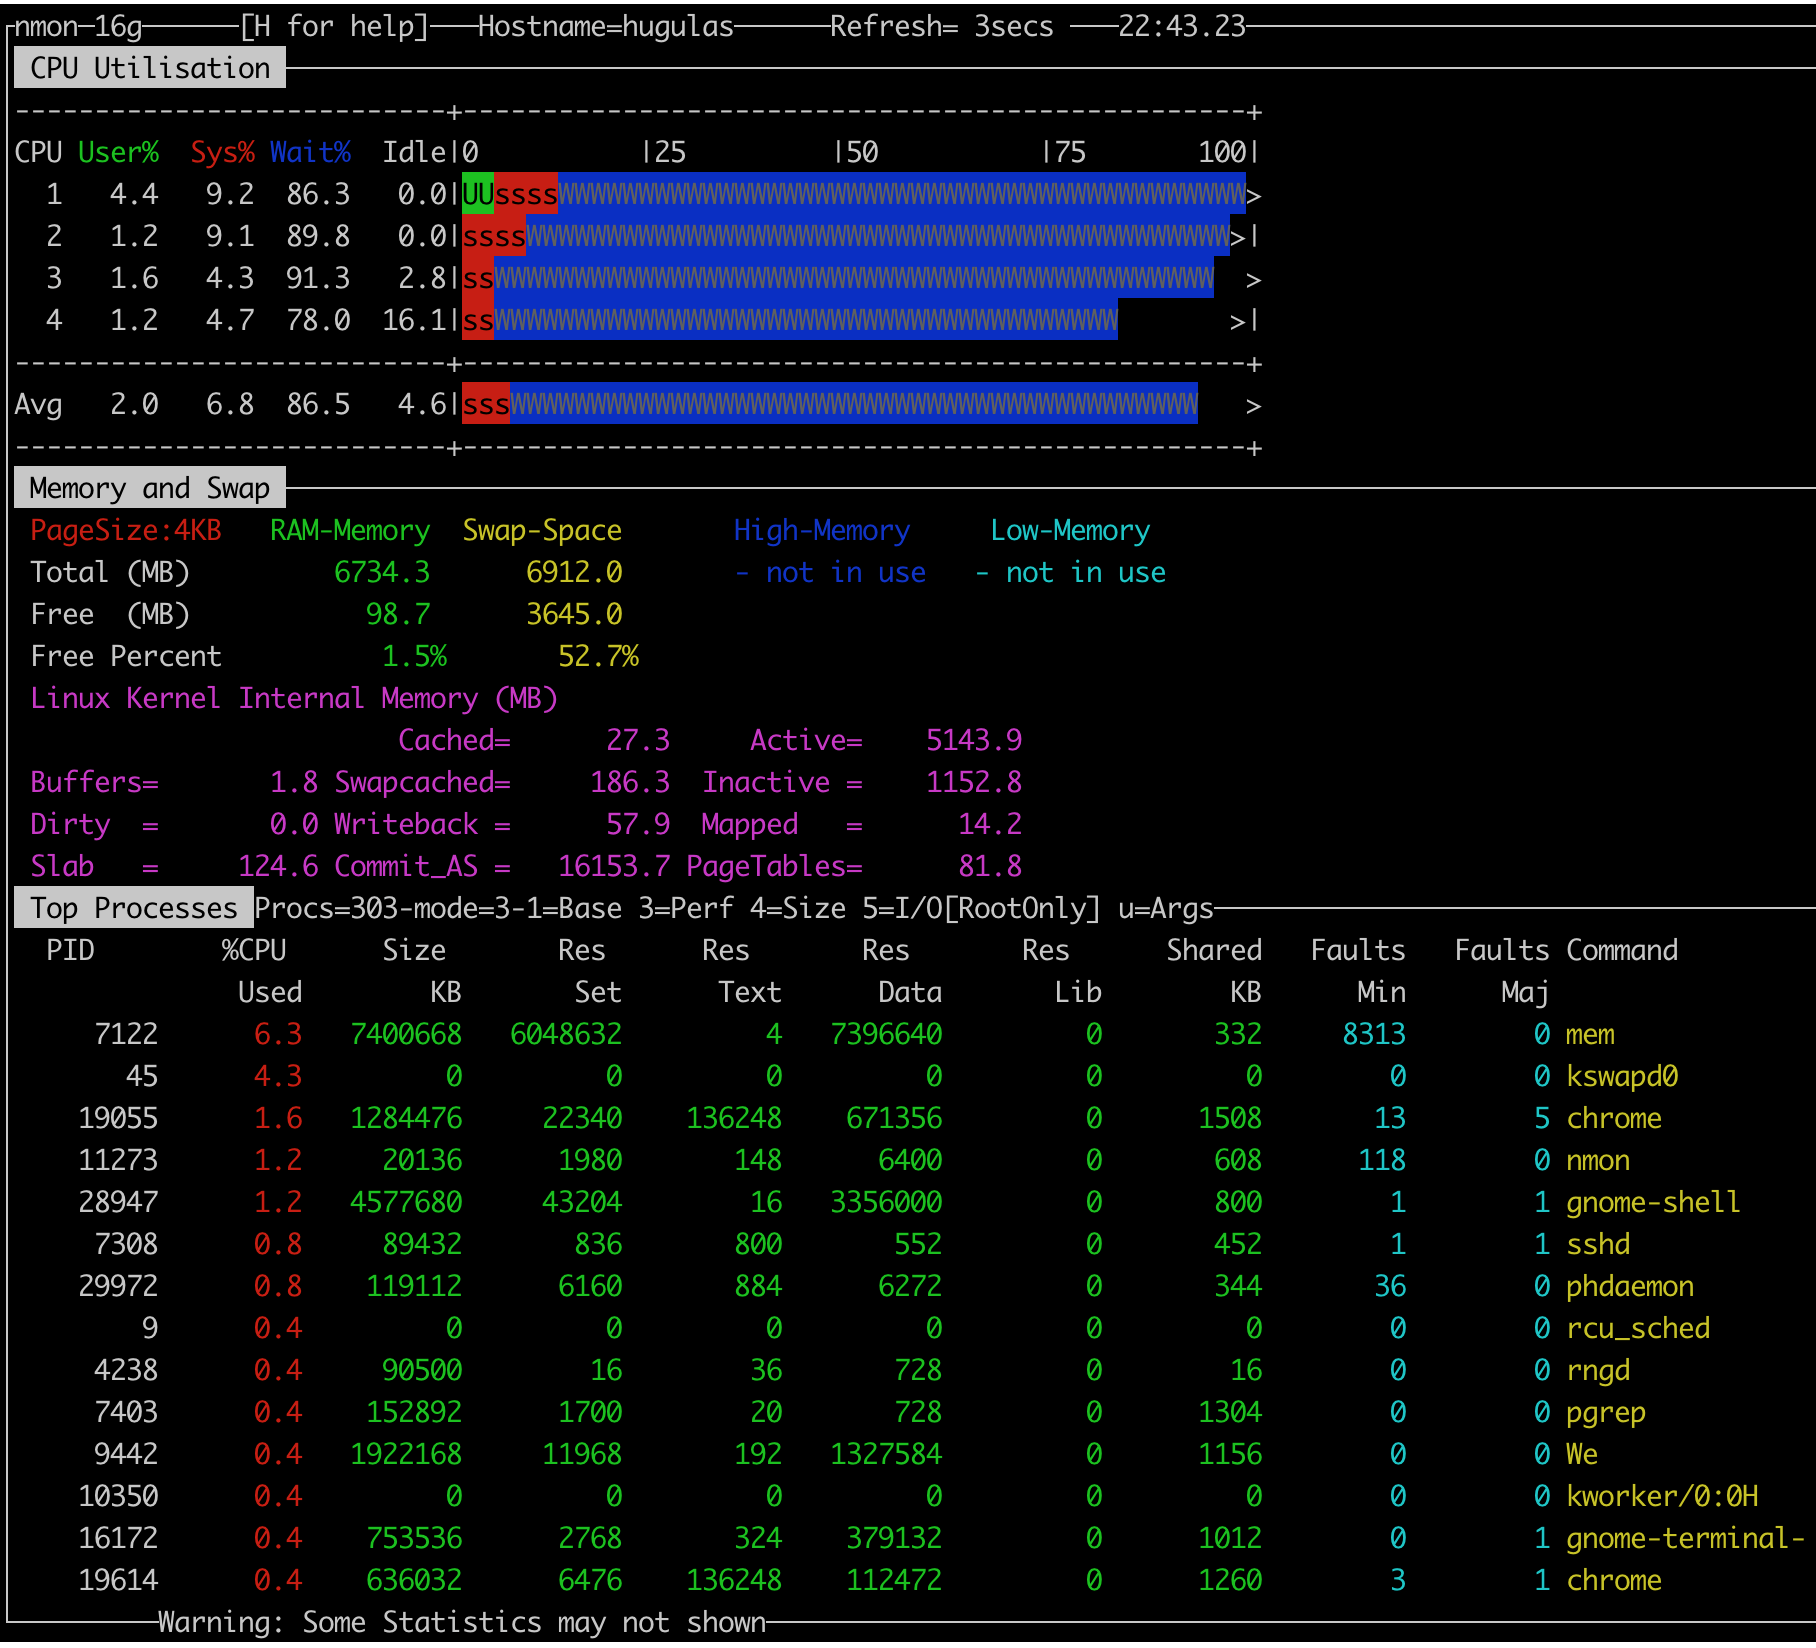 nmon─16g──────[H for help]───Hostname=hugulas──────Refresh= 3secs ───22:43.23─
CPU Utilisation
---------------------------+-------------------------------------------------+
CPU User%  Sys% Wait%  Idle|0          |25         |50          |75       100|
  1   4.4   9.2  86.3   0.0|UUssssWWWWWWWWWWWWWWWWWWWWWWWWWWWWWWWWWWWWWWWWWWW>
  2   1.2   9.1  89.8   0.0|ssssWWWWWWWWWWWWWWWWWWWWWWWWWWWWWWWWWWWWWWWWWWWW>|
  3   1.6   4.3  91.3   2.8|ssWWWWWWWWWWWWWWWWWWWWWWWWWWWWWWWWWWWWWWWWWWWWW  >
  4   1.2   4.7  78.0  16.1|ssWWWWWWWWWWWWWWWWWWWWWWWWWWWWWWWWWWWWWWW       >|
---------------------------+-------------------------------------------------+
Avg   2.0   6.8  86.5   4.6|sssWWWWWWWWWWWWWWWWWWWWWWWWWWWWWWWWWWWWWWWWWWW   >
---------------------------+-------------------------------------------------+
Memory and Swap
PageSize:4KB   RAM-Memory  Swap-Space       High-Memory     Low-Memory
Total (MB)         6734.3      6912.0       - not in use   - not in use
Free  (MB)           98.7      3645.0
Free Percent          1.5%       52.7%
Linux Kernel Internal Memory (MB)
                       Cached=      27.3     Active=    5143.9
Buffers=       1.8 Swapcached=     186.3  Inactive =    1152.8
Dirty  =       0.0 Writeback =      57.9  Mapped   =      14.2
Slab   =     124.6 Commit_AS =   16153.7 PageTables=      81.8
Top Processes Procs=303-mode=3-1=Base 3=Perf 4=Size 5=I/O[RootOnly] u=Args
PID        %CPU      Size       Res      Res       Res       Res      Shared   Faults   Faults Command
Used        KB       Set      Text      Data       Lib        KB      Min      Maj
7122      6.3   7400668   6048632         4   7396640         0       332     8313        0 mem
45      4.3         0         0         0         0         0         0        0        0 kswapd0
19055      1.6   1284476     22340    136248    671356         0      1508       13        5 chrome
11273      1.2     20136      1980       148      6400         0       608      118        0 nmon
28947      1.2   4577680     43204        16   3356000         0       800        1        1 gnome-shell
7308      0.8     89432       836       800       552         0       452        1        1 sshd
29972      0.8    119112      6160       884      6272         0       344       36        0 phdaemon
9      0.4         0         0         0         0         0         0        0        0 rcu_sched
4238      0.4     90500        16        36       728         0        16        0        0 rngd
7403      0.4    152892      1700        20       728         0      1304        0        0 pgrep
9442      0.4   1922168     11968       192   1327584         0      1156        0        0 We
10350      0.4         0         0         0         0         0         0        0        0 kworker/0:0H
16172      0.4    753536      2768       324    379132         0      1012        0        1 gnome-terminal-
19614      0.4    636032      6476    136248    112472         0      1260        3        1 chrome
Warning: Some Statistics may not shown